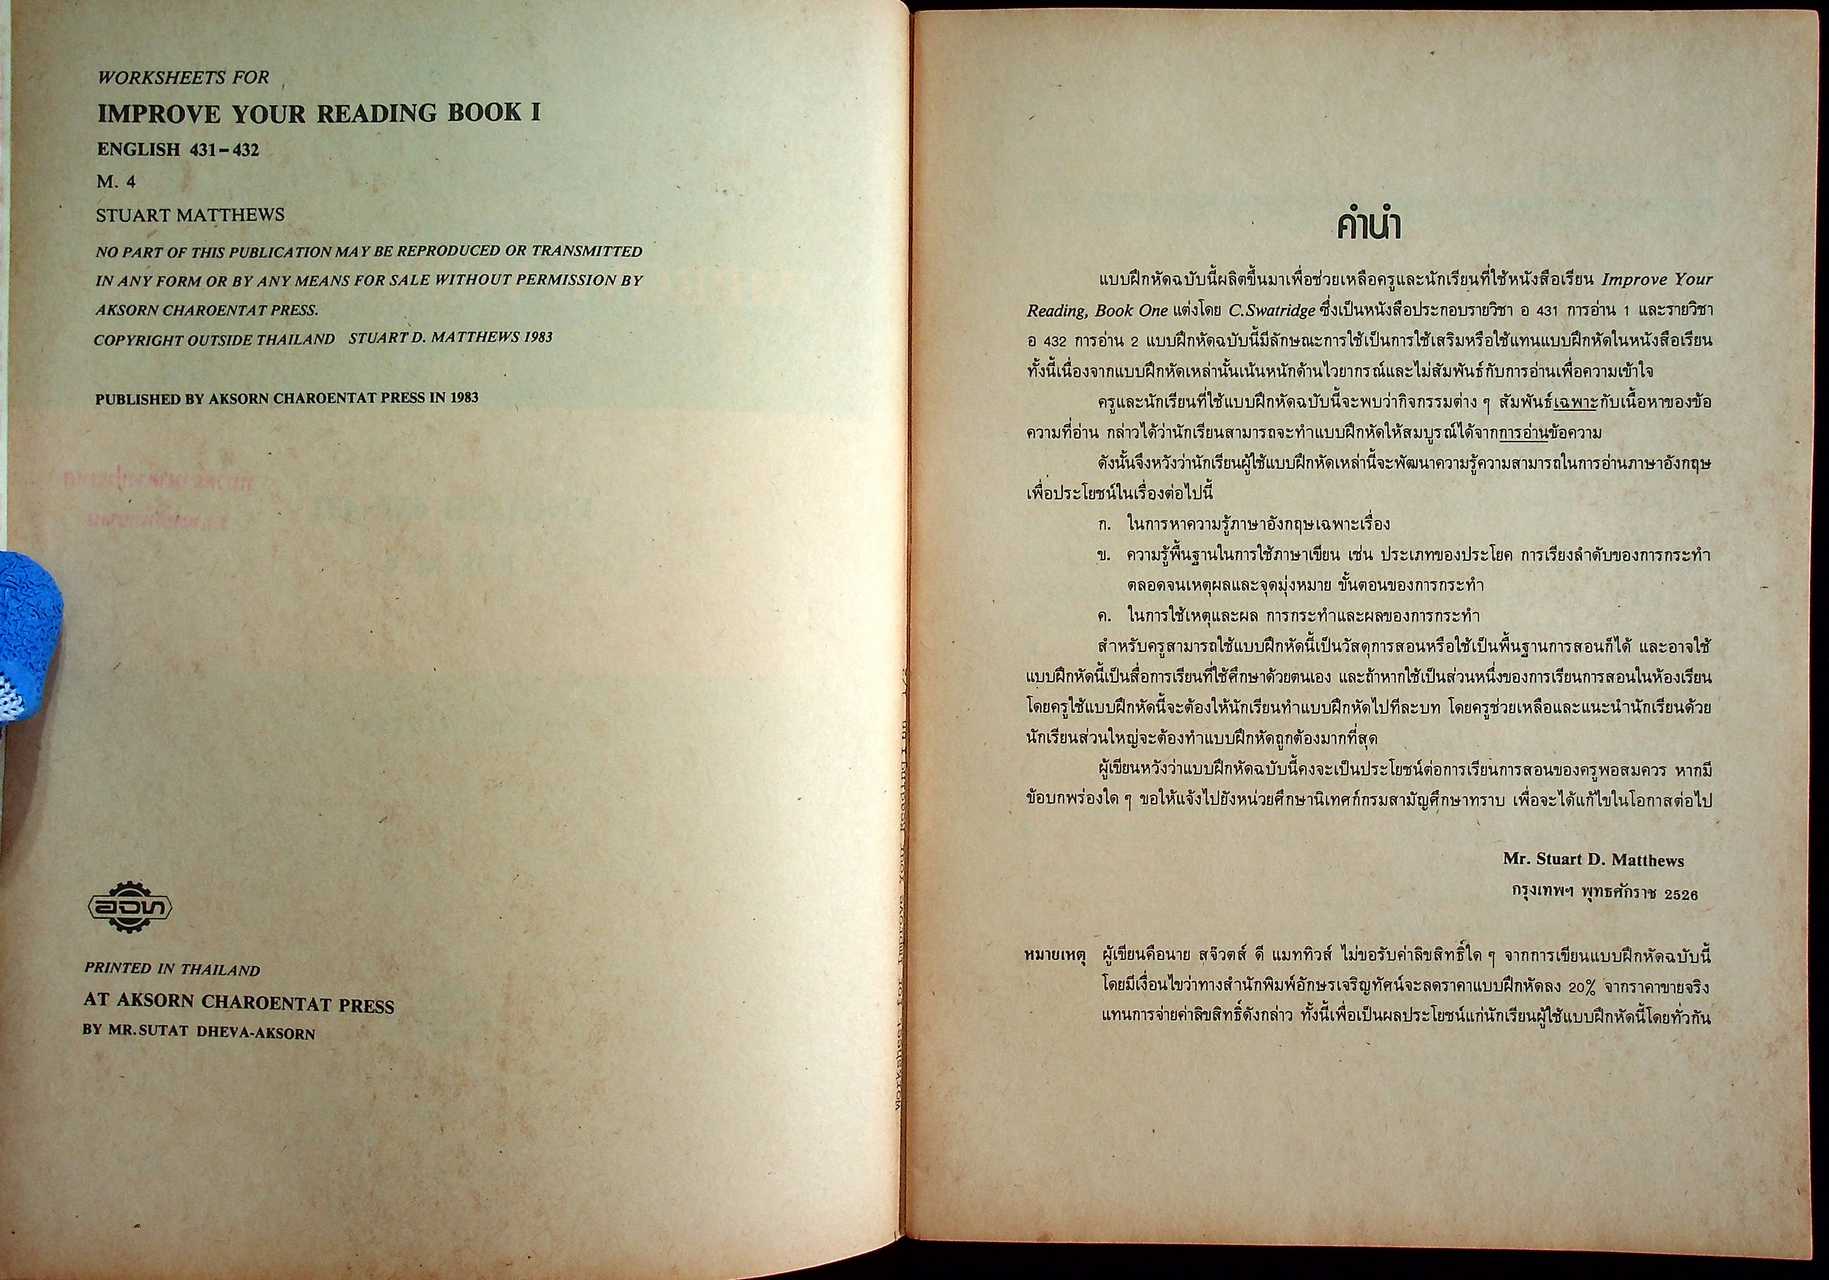 WORKSHEETS FOR
IMPROVE YOUR READING BOOK I
ENGLISH 431-432
M. 4
STUART MATTHEWS
NO PART OF THIS PUBLICATION MAY BE REPRODUCED OR TRANSMITTED
IN ANY FORM OR BY ANY MEANS FOR SALE WITHOUT PERMISSION BY
AKSORN CHAROENTAT PRESS.
COPYRIGHT OUTSIDE THAILAND STUART D. MATTHEWS 1983
PUBLISHED BY AKSORN CHAROENTAT PRESS IN 1983
อจท
PRINTED IN THAILAND
AT AKSORN CHAROENTAT PRESS
BY MR. SUTAT DHEVA-AKSORN
คำนำ
แบบฝึกหัดฉบับนี้ผลิตขึ้นมาเพื่อช่วยเหลือครูและนักเรียนที่ใช้หนังสือเรียน Improve Your
Reading, Book One แต่งโดย C.Swatridge ซึ่งเป็นหนังสือประกอบรายวิชา อ 431 การอ่าน 1 และรายวิชา
อ 432 การอ่าน 2 แบบฝึกหัดฉบับนี้มีลักษณะการใช้เป็นการใช้เสริมหรือใช้แทนแบบฝึกหัดในหนังสือเรียน
ทั้งนี้เนื่องจากแบบฝึกหัดเหล่านั้นเน้นหนักด้านไวยากรณ์และไม่สัมพันธ์กับการอ่านเพื่อความเข้าใจ
ครูและนักเรียนที่ใช้แบบฝึกหัดฉบับนี้จะพบว่ากิจกรรมต่าง ๆ สัมพันธ์เฉพาะกับเนื้อหาของข้อ
ความที่อ่าน กล่าวได้ว่านักเรียนสามารถจะทำแบบฝึกหัดให้สมบูรณ์ได้จากการอ่านข้อความ
ดังนั้นจึงหวังว่านักเรียนผู้ใช้แบบฝึกหัดเหล่านี้จะพัฒนาความรู้ความสามารถในการอ่านภาษาอังกฤษ
เพื่อประโยชน์ในเรื่องต่อไปนี้
ก. ในการหาความรู้ภาษาอังกฤษเฉพาะเรื่อง
ข. ความรู้พื้นฐานในการใช้ภาษาเขียน เช่น ประเภทของประโยค การเรียงลำดับของการกระทำ
ตลอดจนเหตุผลและจุดมุ่งหมาย ขั้นตอนของการกระทำ
ค. ในการใช้เหตุและผล การกระทำและผลของการกระทำ
สำหรับครูสามารถใช้แบบฝึกหัดนี้เป็นวัสดุการสอนหรือใช้เป็นพื้นฐานการสอนก็ได้ และอาจใช้
แบบฝึกหัดนี้เป็นสื่อการเรียนที่ใช้ศึกษาด้วยตนเอง และถ้าหากใช้เป็นส่วนหนึ่งของการเรียนการสอนในห้องเรียน
โดยครูใช้แบบฝึกหัดนี้จะต้องให้นักเรียนทำแบบฝึกหัดไปทีละบท โดยครูช่วยเหลือและแนะนำนักเรียนด้วย
นักเรียนส่วนใหญ่จะต้องทำแบบฝึกหัดถูกต้องมากที่สุด
ผู้เขียนหวังว่าแบบฝึกหัดฉบับนี้คงจะเป็นประโยชน์ต่อการเรียนการสอนของครูพอสมควร หากมี
ข้อบกพร่องใด ๆ ขอให้แจ้งไปยังหน่วยศึกษานิเทศก์กรมสามัญศึกษาทราบ เพื่อจะได้แก้ไขในโอกาสต่อไป
Mr. Stuart D. Matthews
กรุงเทพฯ พุทธศักราช 2526
หมายเหตุ ผู้เขียนคือนาย สจ๊วตส์ ดี แมททิวส์ ไม่ขอรับค่าลิขสิทธิ์ใด ๆ จากการเขียนแบบฝึกหัดฉบับนี้
โดยมีเงื่อนไขว่าทางสำนักพิมพ์อักษรเจริญทัศน์จะลดราคาแบบฝึกหัดลง 20% จากราคาขายจริง
แทนการจ่ายค่าลิขสิทธิ์ดังกล่าว ทั้งนี้เพื่อเป็นผลประโยชน์แก่นักเรียนผู้ใช้แบบฝึกหัดนี้โดยทั่วกัน